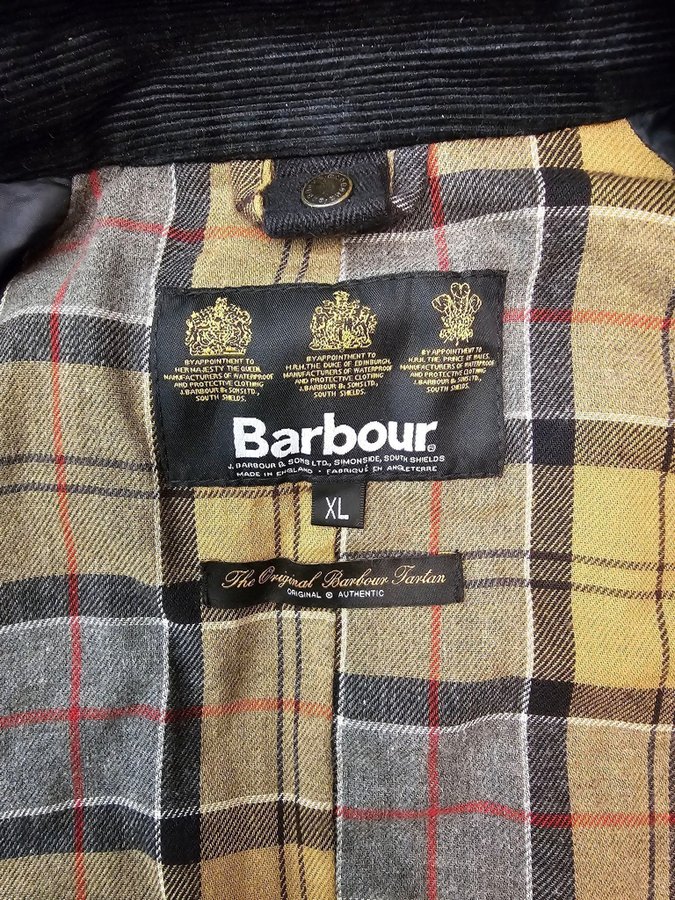 BY APPOINTMENT TO
HER MAJESTY THE QUEEN
MANUFACTURERS OF WATERPROOF
AND PROTECTIVE CLOTHING
J.BARBOUR & SONS LTD.,
SOUTH SHIELDS.
BY APPOINTMENT TO
H.R.H. THE DUKE OF EDINBURGH,
MANUFACTURERS OF WATERPROOF
AND PROTECTIVE CLOTHING
J.BARBOUR & SONS LTD.,
SOUTH SHIELDS.
BY APPOINTMENT TO
H.R.H. THE PRINCE OF WALES,
MANUFACTURERS OF WATERPROOF
AND PROTECTIVE CLOTHING
J.BARBOUR & SONS LTD.,
SOUTH SHIELDS.
Barbour®
J. BARBOUR & SONS LTD., SIMONSIDE, SOUTH SHIELDS
MADE IN ENGLAND • FABRIQUÉ EN ANGLETERRE
XL
The Original Barbour Tartan
ORIGINAL & AUTHENTIC